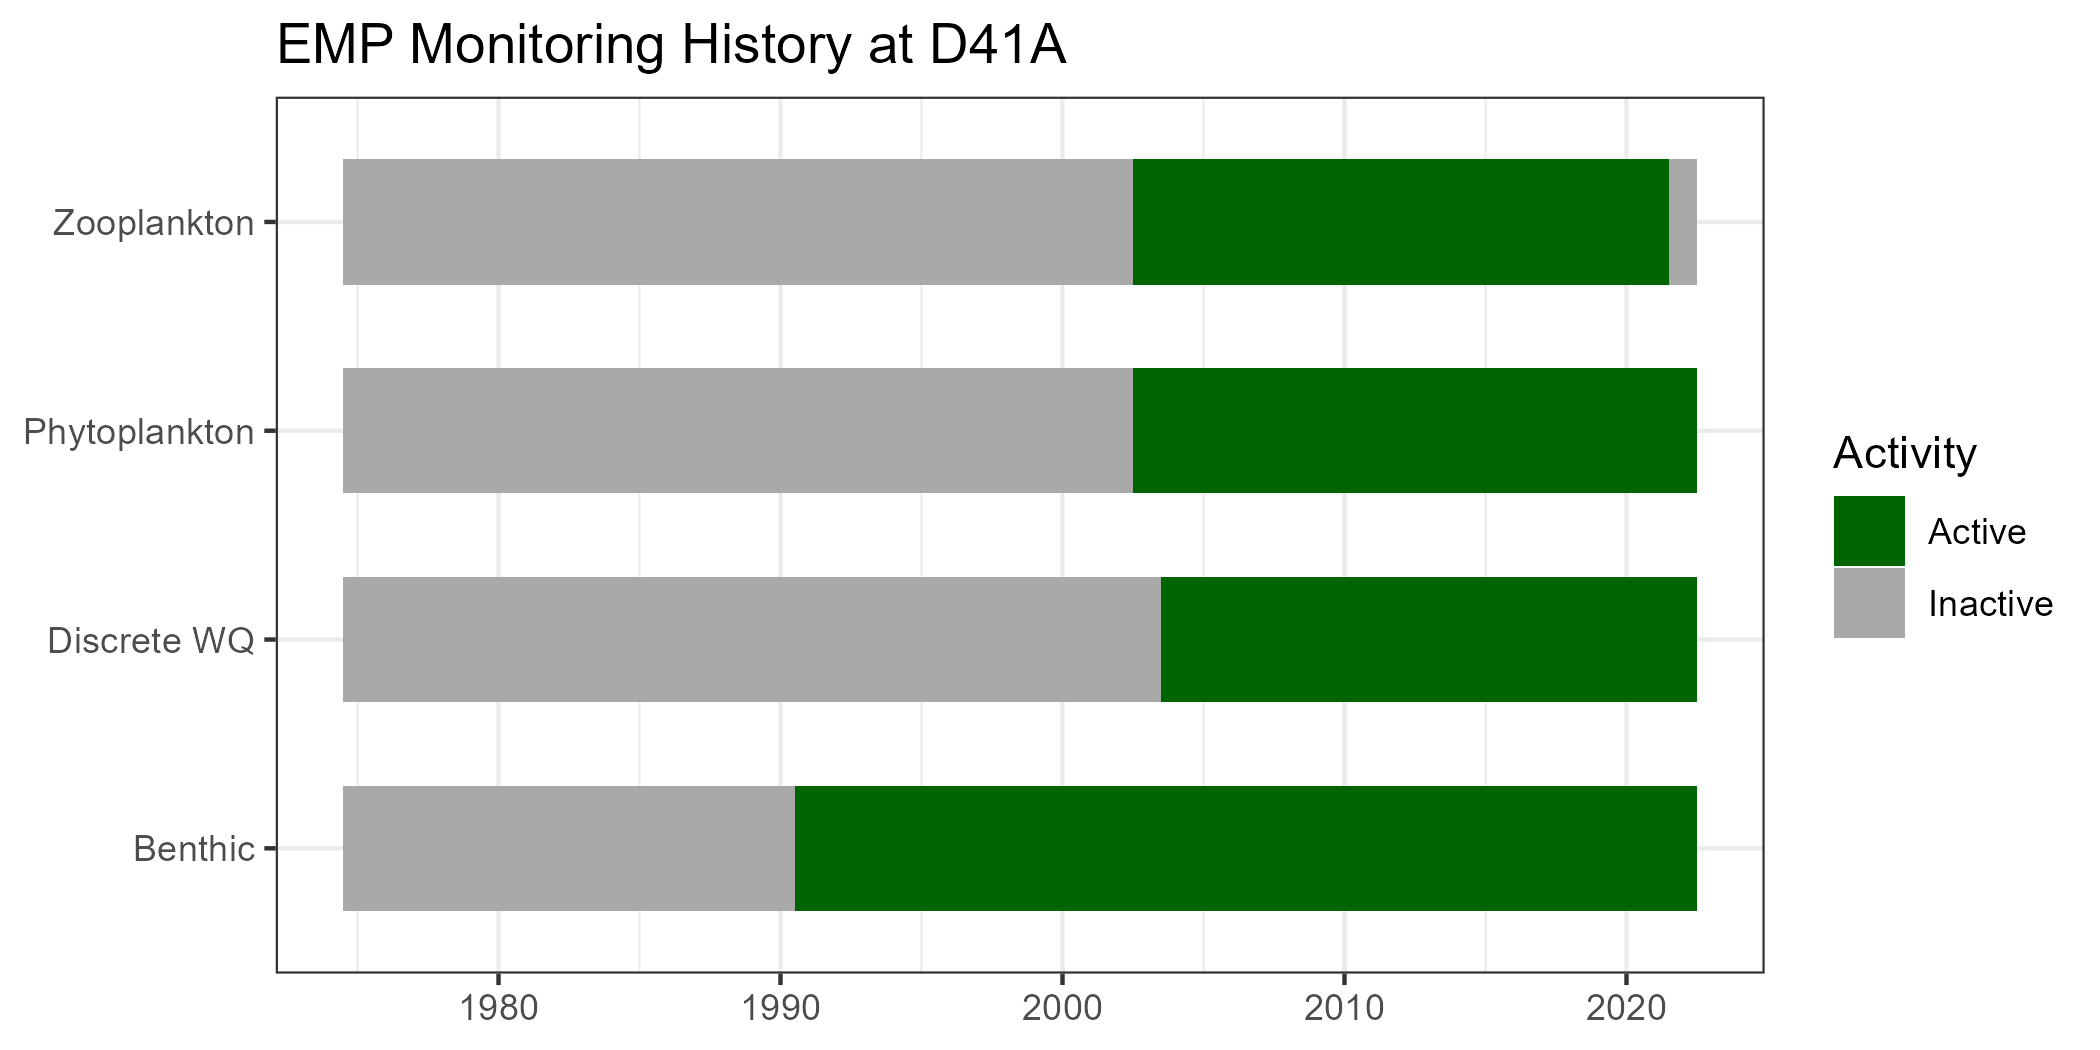 EMP Monitoring History at D41A
Zooplankton
Phytoplankton
Discrete WQ
Benthic
1980 1990 2000 2010 2020
Activity
Active
Inactive